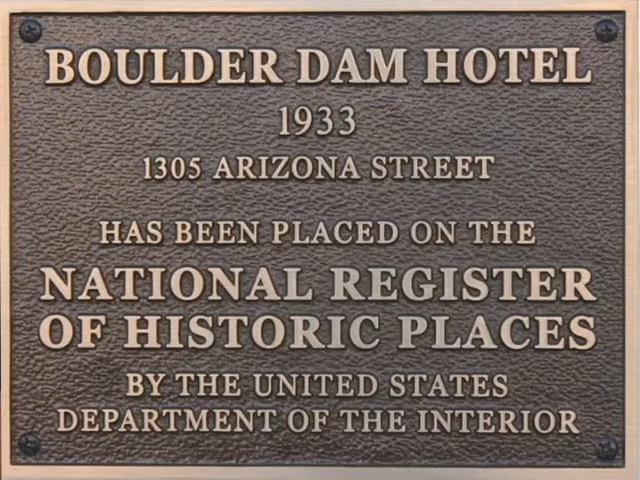 BOULDER DAM HOTEL
1933
1305 ARIZONA STREET
HAS BEEN PLACED ON THE
NATIONAL REGISTER
OF HISTORIC PLACES
BY THE UNITED STATES
DEPARTMENT OF THE INTERIOR